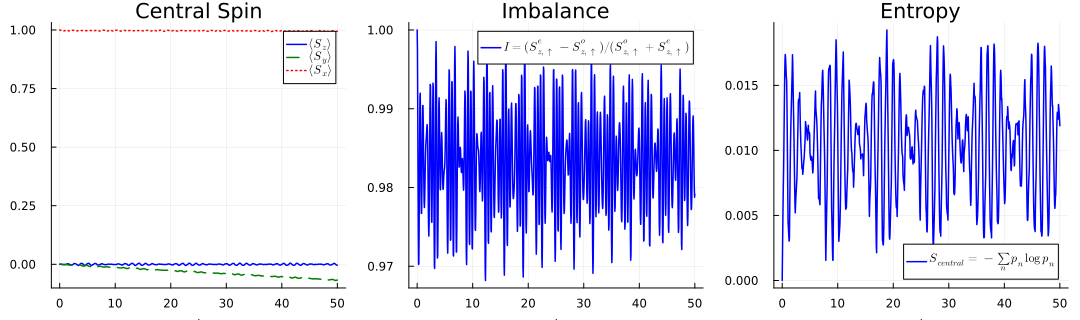 Central Spin
1.00
0.75
0.50
0.25
0.00
0 10 20 30 40 50
⟨S_z⟩
⟨S_y⟩
⟨S_x⟩
Imbalance
1.00
0.99
0.98
0.97
0 10 20 30 40 50
I = (S^e_{z,↑} − S^o_{z,↑})/(S^o_{z,↑} + S^e_{z,↑})
Entropy
0.015
0.010
0.005
0.000
0 10 20 30 40 50
S_{central} = −∑_n p_n log p_n